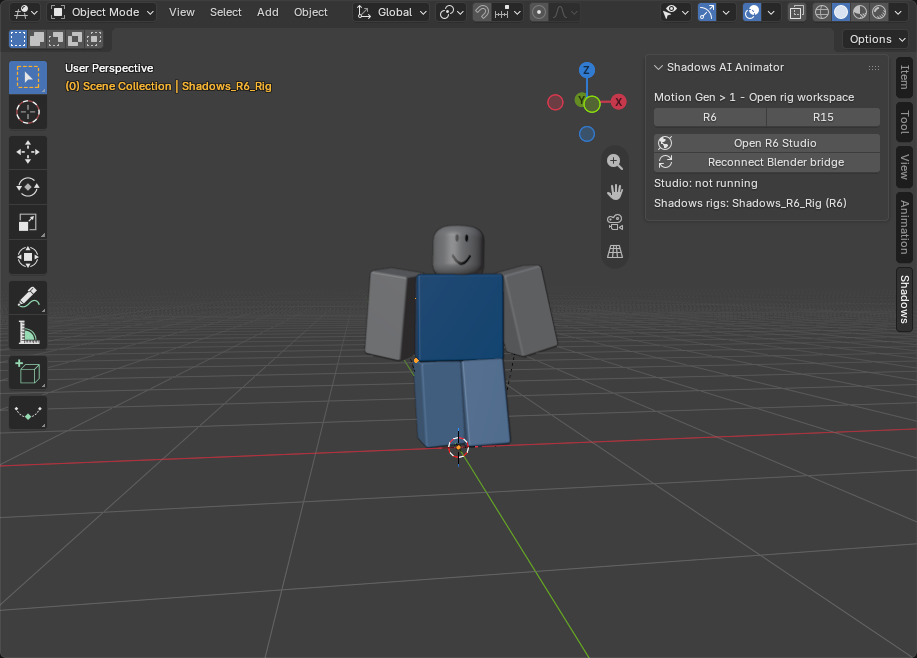 Object Mode View Select Add Object Global
Options
User Perspective
(0) Scene Collection | Shadows_R6_Rig
Z
Y
X
Shadows AI Animator
Motion Gen > 1 - Open rig workspace
R6 R15
Open R6 Studio
Reconnect Blender bridge
Studio: not running
Shadows rigs: Shadows_R6_Rig (R6)
Item
Tool
View
Animation
Shadows